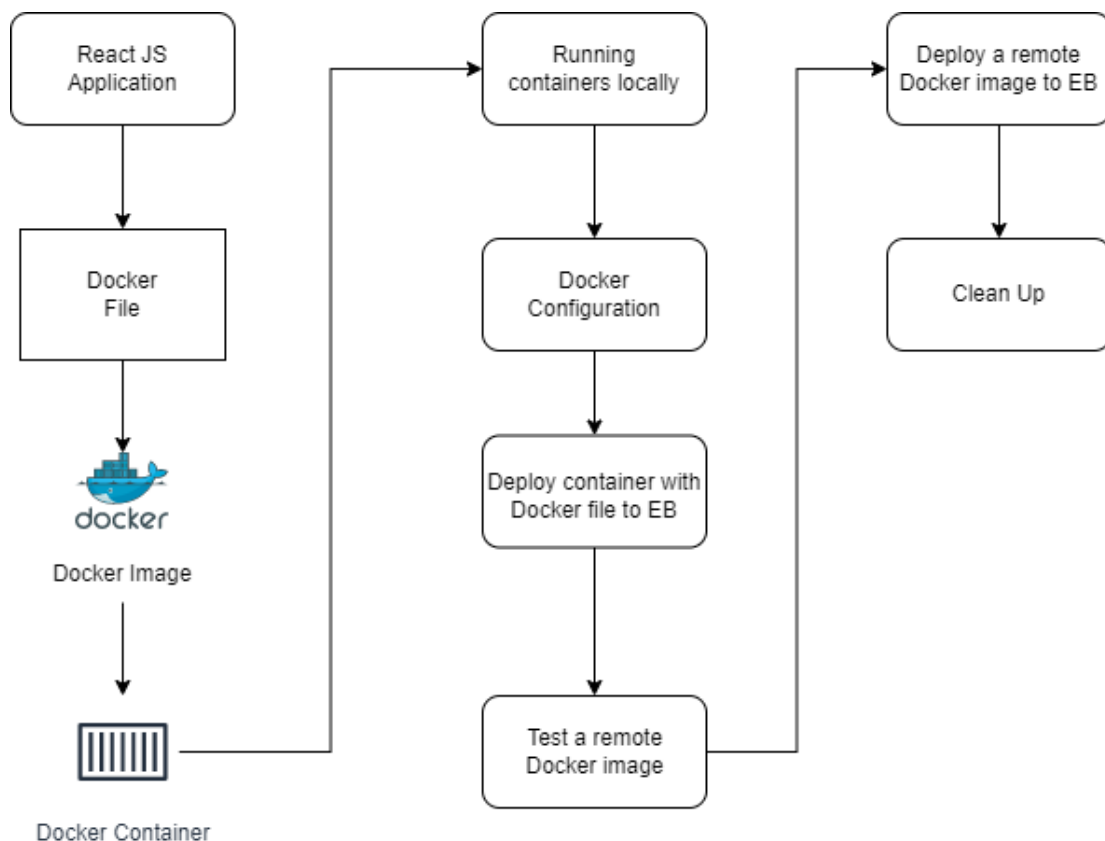 React JS
Application
Docker
File
docker
Docker Image
Docker Container
Running
containers locally
Docker
Configuration
Deploy container with
Docker file to EB
Test a remote
Docker image
Deploy a remote
Docker image to EB
Clean Up